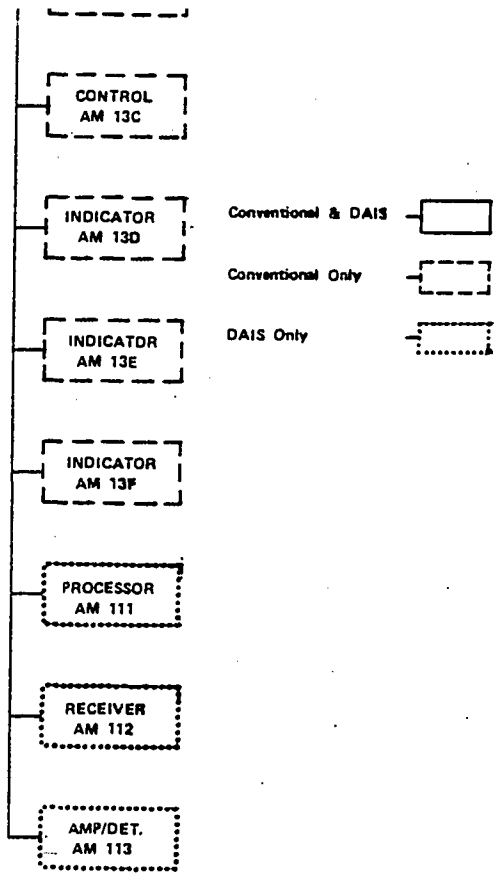 CONTROL
AM 13C
INDICATOR
AM 13D
Conventional & DAIS
Conventional Only
INDICATDR
AM 13E
DAIS Only
INDICATOR
AM 13F
PROCESSOR
AM 111
RECEIVER
AM 112
AMP/DET.
AM 113